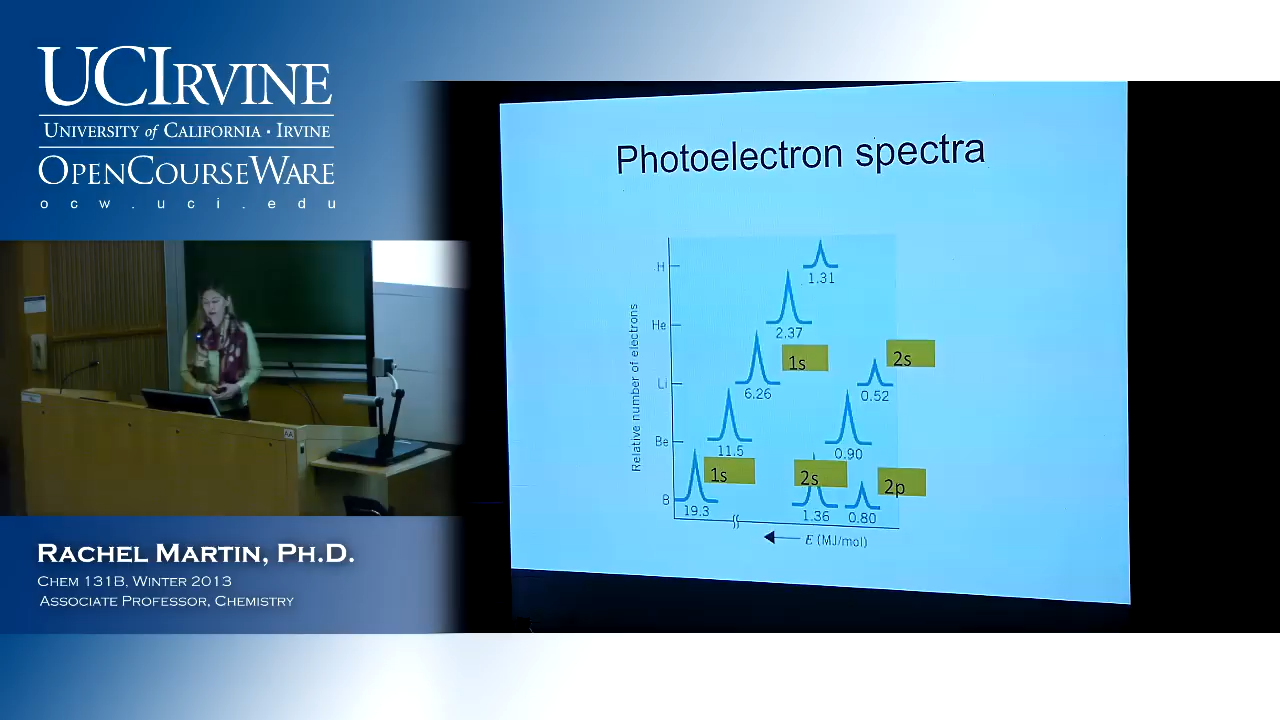 UCIRVINE
UNIVERSITY of CALIFORNIA · IRVINE
OPENCOURSEWARE
ocw.uci.edu
RACHEL MARTIN, PH.D.
CHEM 131B, WINTER 2013
ASSOCIATE PROFESSOR, CHEMISTRY
Photoelectron spectra
Relative number of electrons
H
1.31
He
2.37
1s
2s
Li
6.26
0.52
Be
11.5
0.90
1s
2s
2p
B
19.3
1.36
0.80
E (MJ/mol)
AA